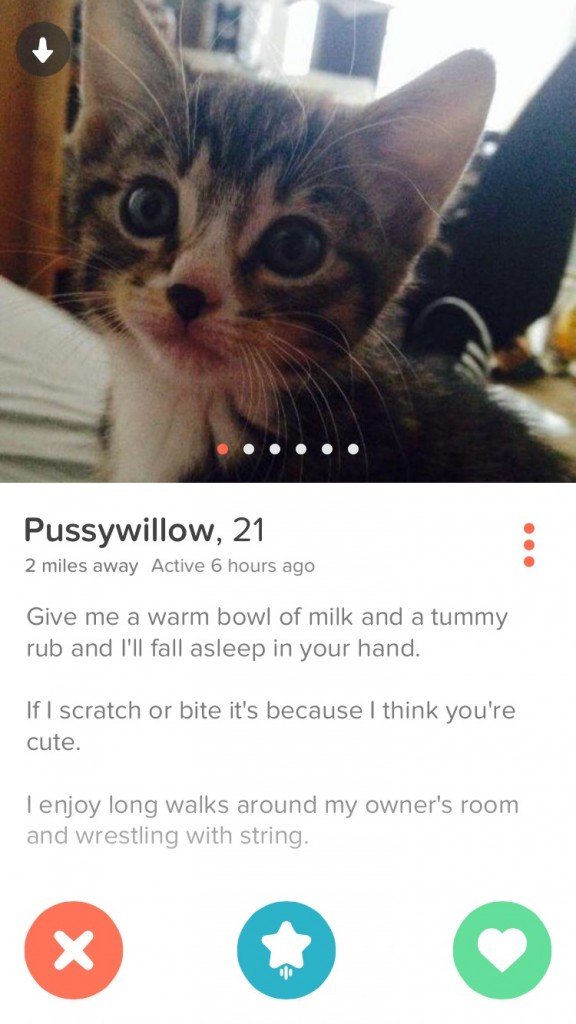 Pussywillow, 21
2 miles away Active 6 hours ago
Give me a warm bowl of milk and a tummy
rub and I'll fall asleep in your hand.
If I scratch or bite it's because I think you're
cute.
I enjoy long walks around my owner's room
and wrestling with string.